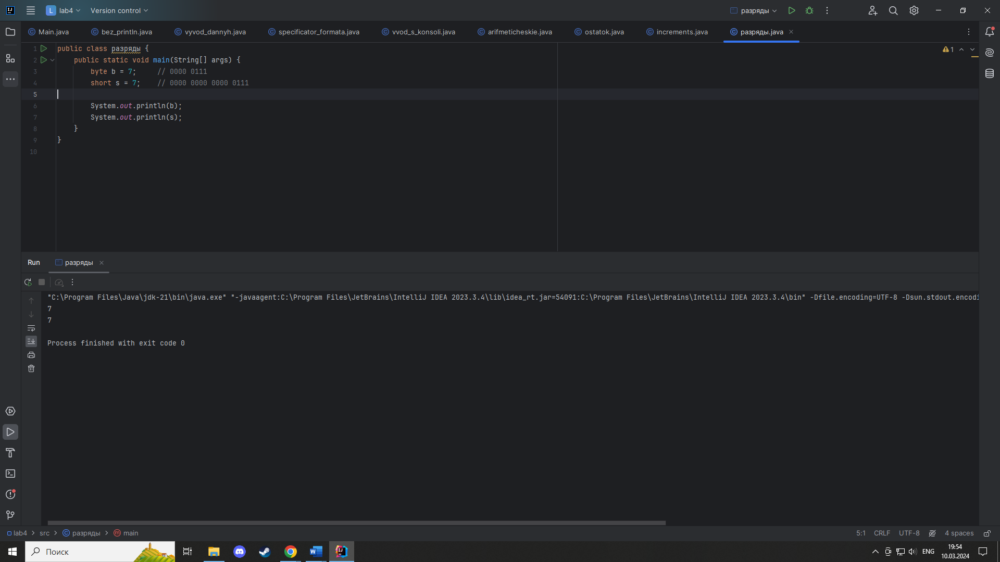 L lab4 Version control разряды
Main.java bez_println.java vyvod_dannyh.java specificator_formata.java vvod_s_konsoli.java arifmeticheskie.java ostatok.java increments.java разряды.java
1 public class разряды {
2 public static void main(String[] args) {
3 byte b = 7; // 0000 0111
4 short s = 7; // 0000 0000 0000 0111
5
6 System.out.println(b);
7 System.out.println(s);
8 }
9 }
10
1
Run разряды
"C:\Program Files\Java\jdk-21\bin\java.exe" "-javaagent:C:\Program Files\JetBrains\IntelliJ IDEA 2023.3.4\lib\idea_rt.jar=54091:C:\Program Files\JetBrains\IntelliJ IDEA 2023.3.4\bin" -Dfile.encoding=UTF-8 -Dsun.stdout.encodi
7
7
Process finished with exit code 0
lab4 src разряды main 5:1 CRLF UTF-8 4 spaces
Поиск ENG 19:54
10.03.2024